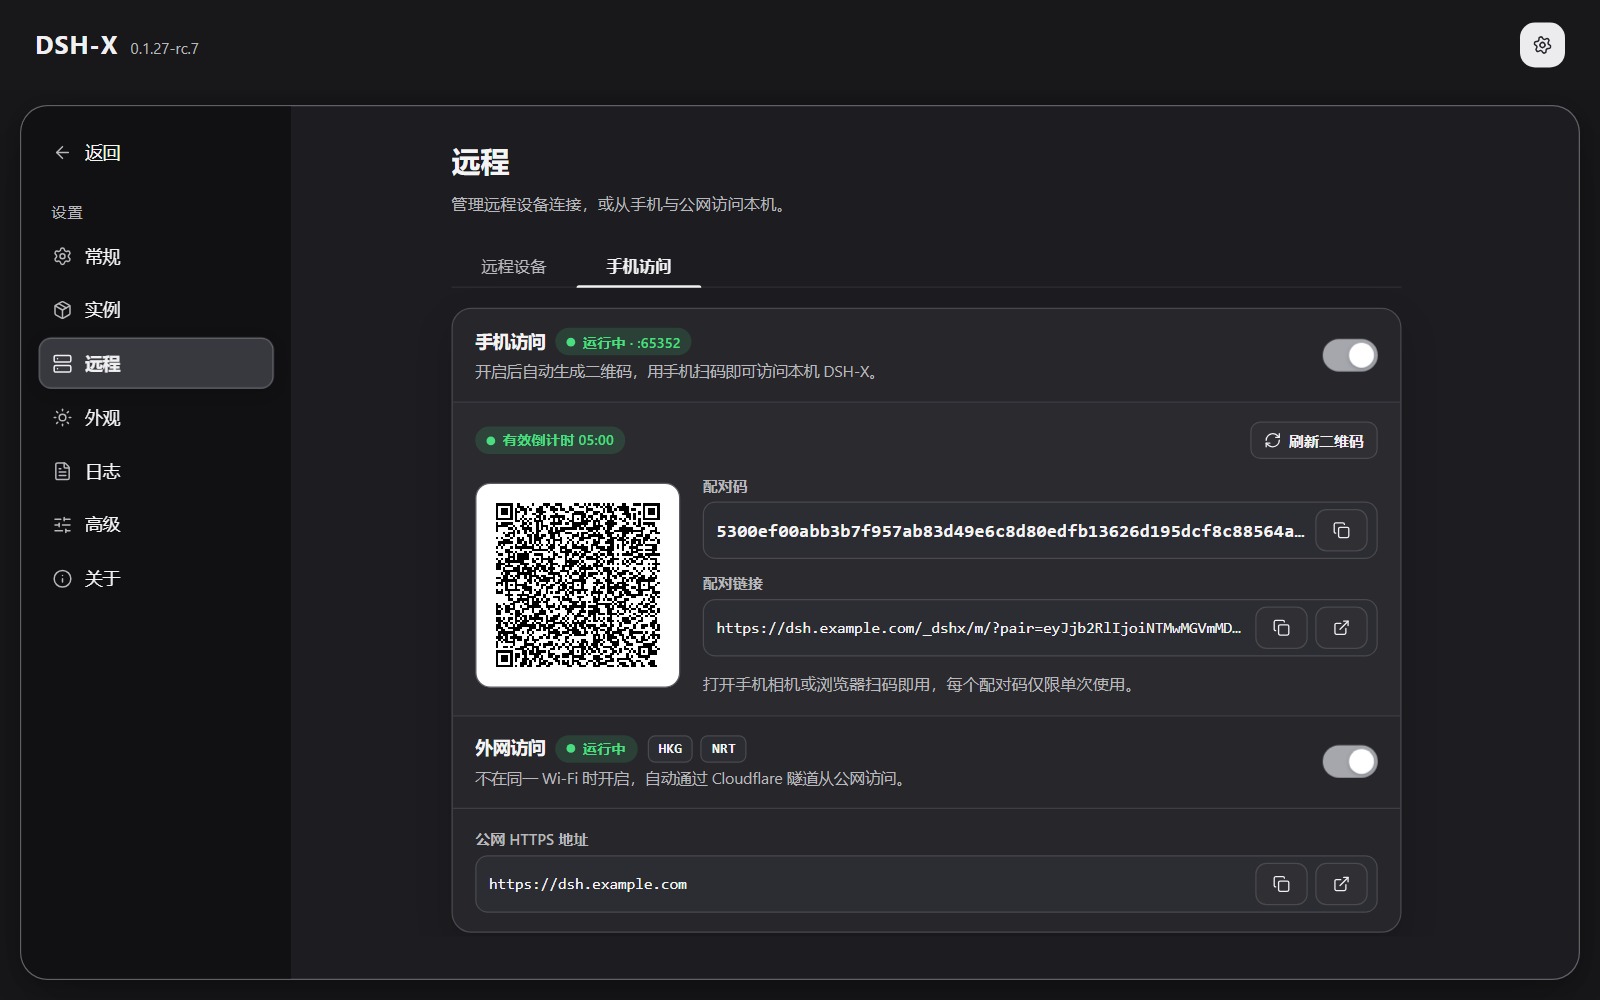 DSH-X 0.1.27-rc.7
返回
设置
常规
实例
远程
外观
日志
高级
关于
远程
管理远程设备连接，或从手机与公网访问本机。
远程设备 手机访问
手机访问 运行中 · :65352
开启后自动生成二维码，用手机扫码即可访问本机 DSH-X。
有效倒计时 05:00
刷新二维码
配对码
5300ef00abb3b7f957ab83d49e6c8d80edfb13626d195dcf8c88564a…
配对链接
https://dsh.example.com/_dshx/m/?pair=eyJjb2RlIjoiNTMwMGVmMD…
打开手机相机或浏览器扫码即用，每个配对码仅限单次使用。
外网访问 运行中 HKG NRT
不在同一 Wi-Fi 时开启，自动通过 Cloudflare 隧道从公网访问。
公网 HTTPS 地址
https://dsh.example.com